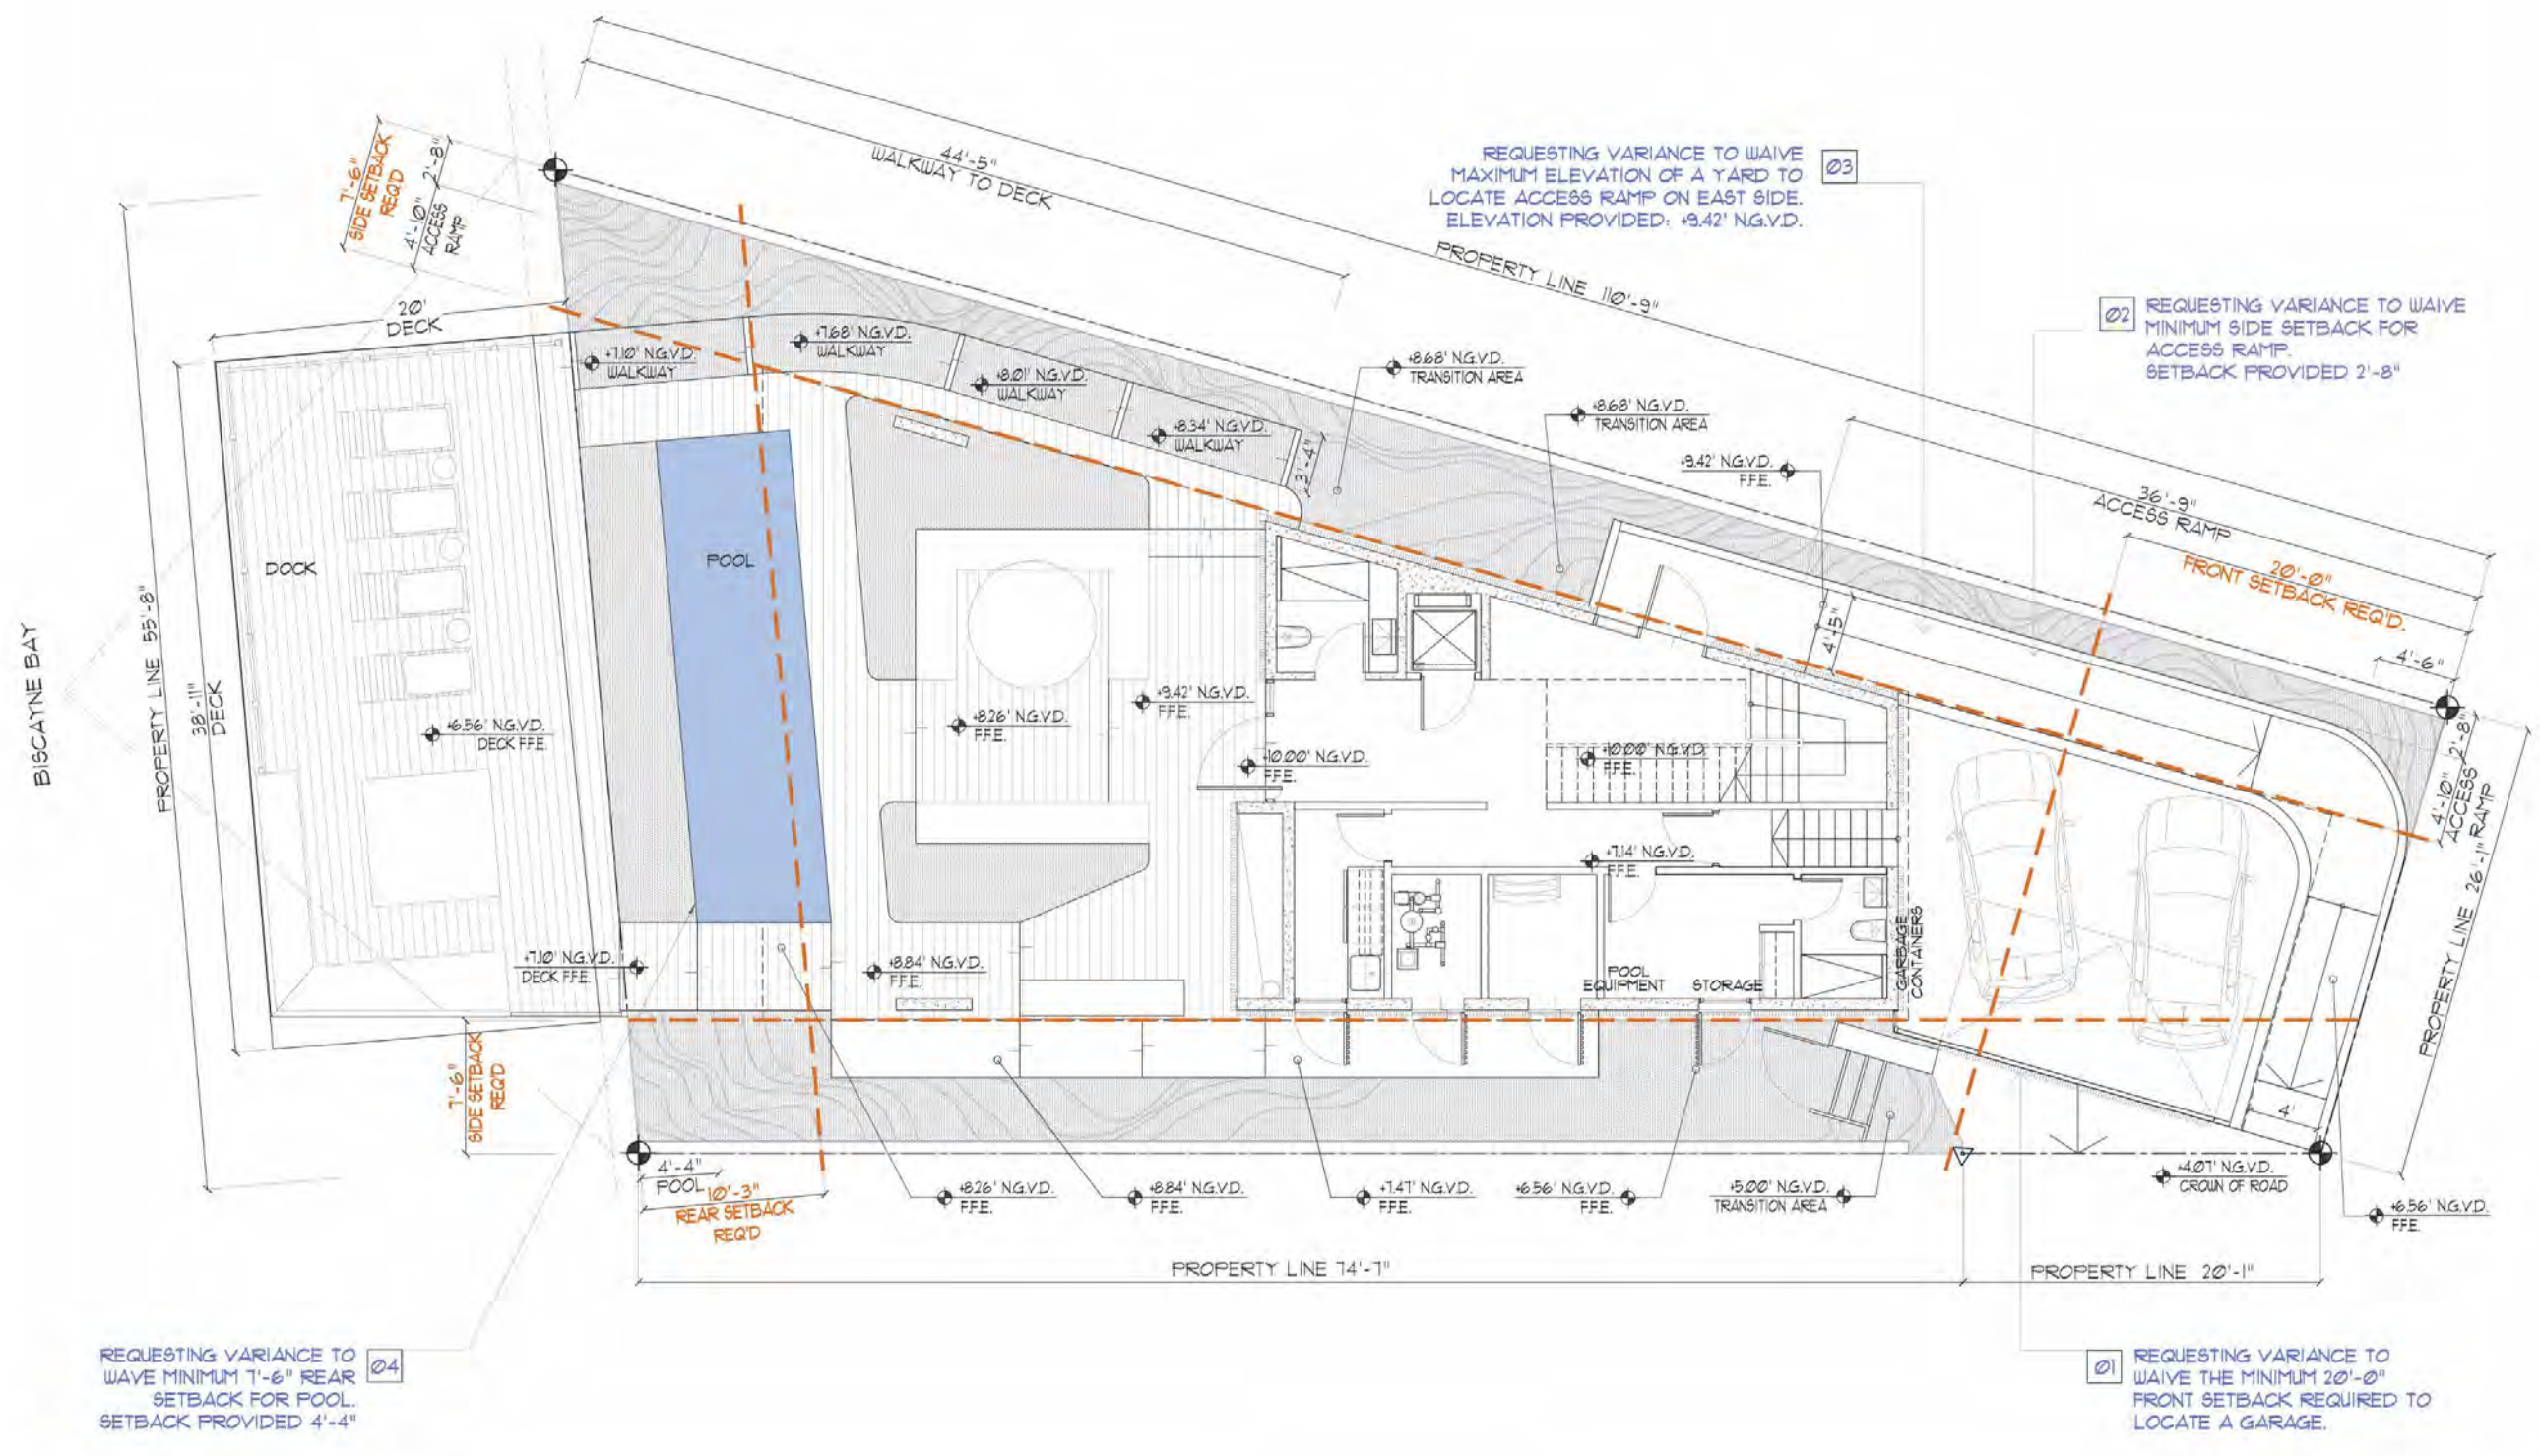 44'-5"
WALKWAY TO DECK
REQUESTING VARIANCE TO WAIVE
MAXIMUM ELEVATION OF A YARD TO
LOCATE ACCESS RAMP ON EAST SIDE.
ELEVATION PROVIDED: +9.42' N.G.V.D.
Ø3
7'-6"
SIDE SETBACK
REQ'D
2'-8"
4'-10"
ACCESS
RAMP
PROPERTY LINE 110'-9"
Ø2
REQUESTING VARIANCE TO WAIVE
MINIMUM SIDE SETBACK FOR
ACCESS RAMP.
SETBACK PROVIDED 2'-8"
20'
DECK
+7.10' N.G.V.D.
WALKWAY
+7.68' N.G.V.D.
WALKWAY
+8.01' N.G.V.D.
WALKWAY
+8.34' N.G.V.D.
WALKWAY
3'-4"
+8.68' N.G.V.D.
TRANSITION AREA
+8.68' N.G.V.D.
TRANSITION AREA
+9.42' N.G.V.D.
F.F.E.
36'-9"
ACCESS RAMP
20'-0"
FRONT SETBACK REQ'D.
4'-6"
4'-5"
DOCK
POOL
BISCAYNE BAY
PROPERTY LINE 55'-8"
38'-11"
DECK
+6.56' N.G.V.D.
DECK F.F.E.
+8.26' N.G.V.D.
F.F.E.
+9.42' N.G.V.D.
F.F.E.
+10.00' N.G.V.D.
F.F.E.
+10.00' N.G.V.D.
F.F.E.
2'-8"
4'-10"
ACCESS
RAMP
PROPERTY LINE 26'-1"
+7.14' N.G.V.D.
F.F.E.
+7.10' N.G.V.D.
DECK F.F.E.
+8.84' N.G.V.D.
F.F.E.
POOL
EQUIPMENT
STORAGE
GARBAGE
CONTAINERS
7'-6"
SIDE SETBACK
REQ'D
4'
4'-4"
POOL
10'-3"
REAR SETBACK
REQ'D
+8.26' N.G.V.D.
F.F.E.
+8.84' N.G.V.D.
F.F.E.
+7.47' N.G.V.D.
F.F.E.
+6.56' N.G.V.D.
F.F.E.
+5.00' N.G.V.D.
TRANSITION AREA
+4.07' N.G.V.D.
CROWN OF ROAD
+6.56' N.G.V.D.
F.F.E.
PROPERTY LINE 74'-7"
PROPERTY LINE 20'-1"
REQUESTING VARIANCE TO
WAVE MINIMUM 7'-6" REAR
SETBACK FOR POOL.
SETBACK PROVIDED 4'-4"
Ø4
Ø1
REQUESTING VARIANCE TO
WAIVE THE MINIMUM 20'-0"
FRONT SETBACK REQUIRED TO
LOCATE A GARAGE.